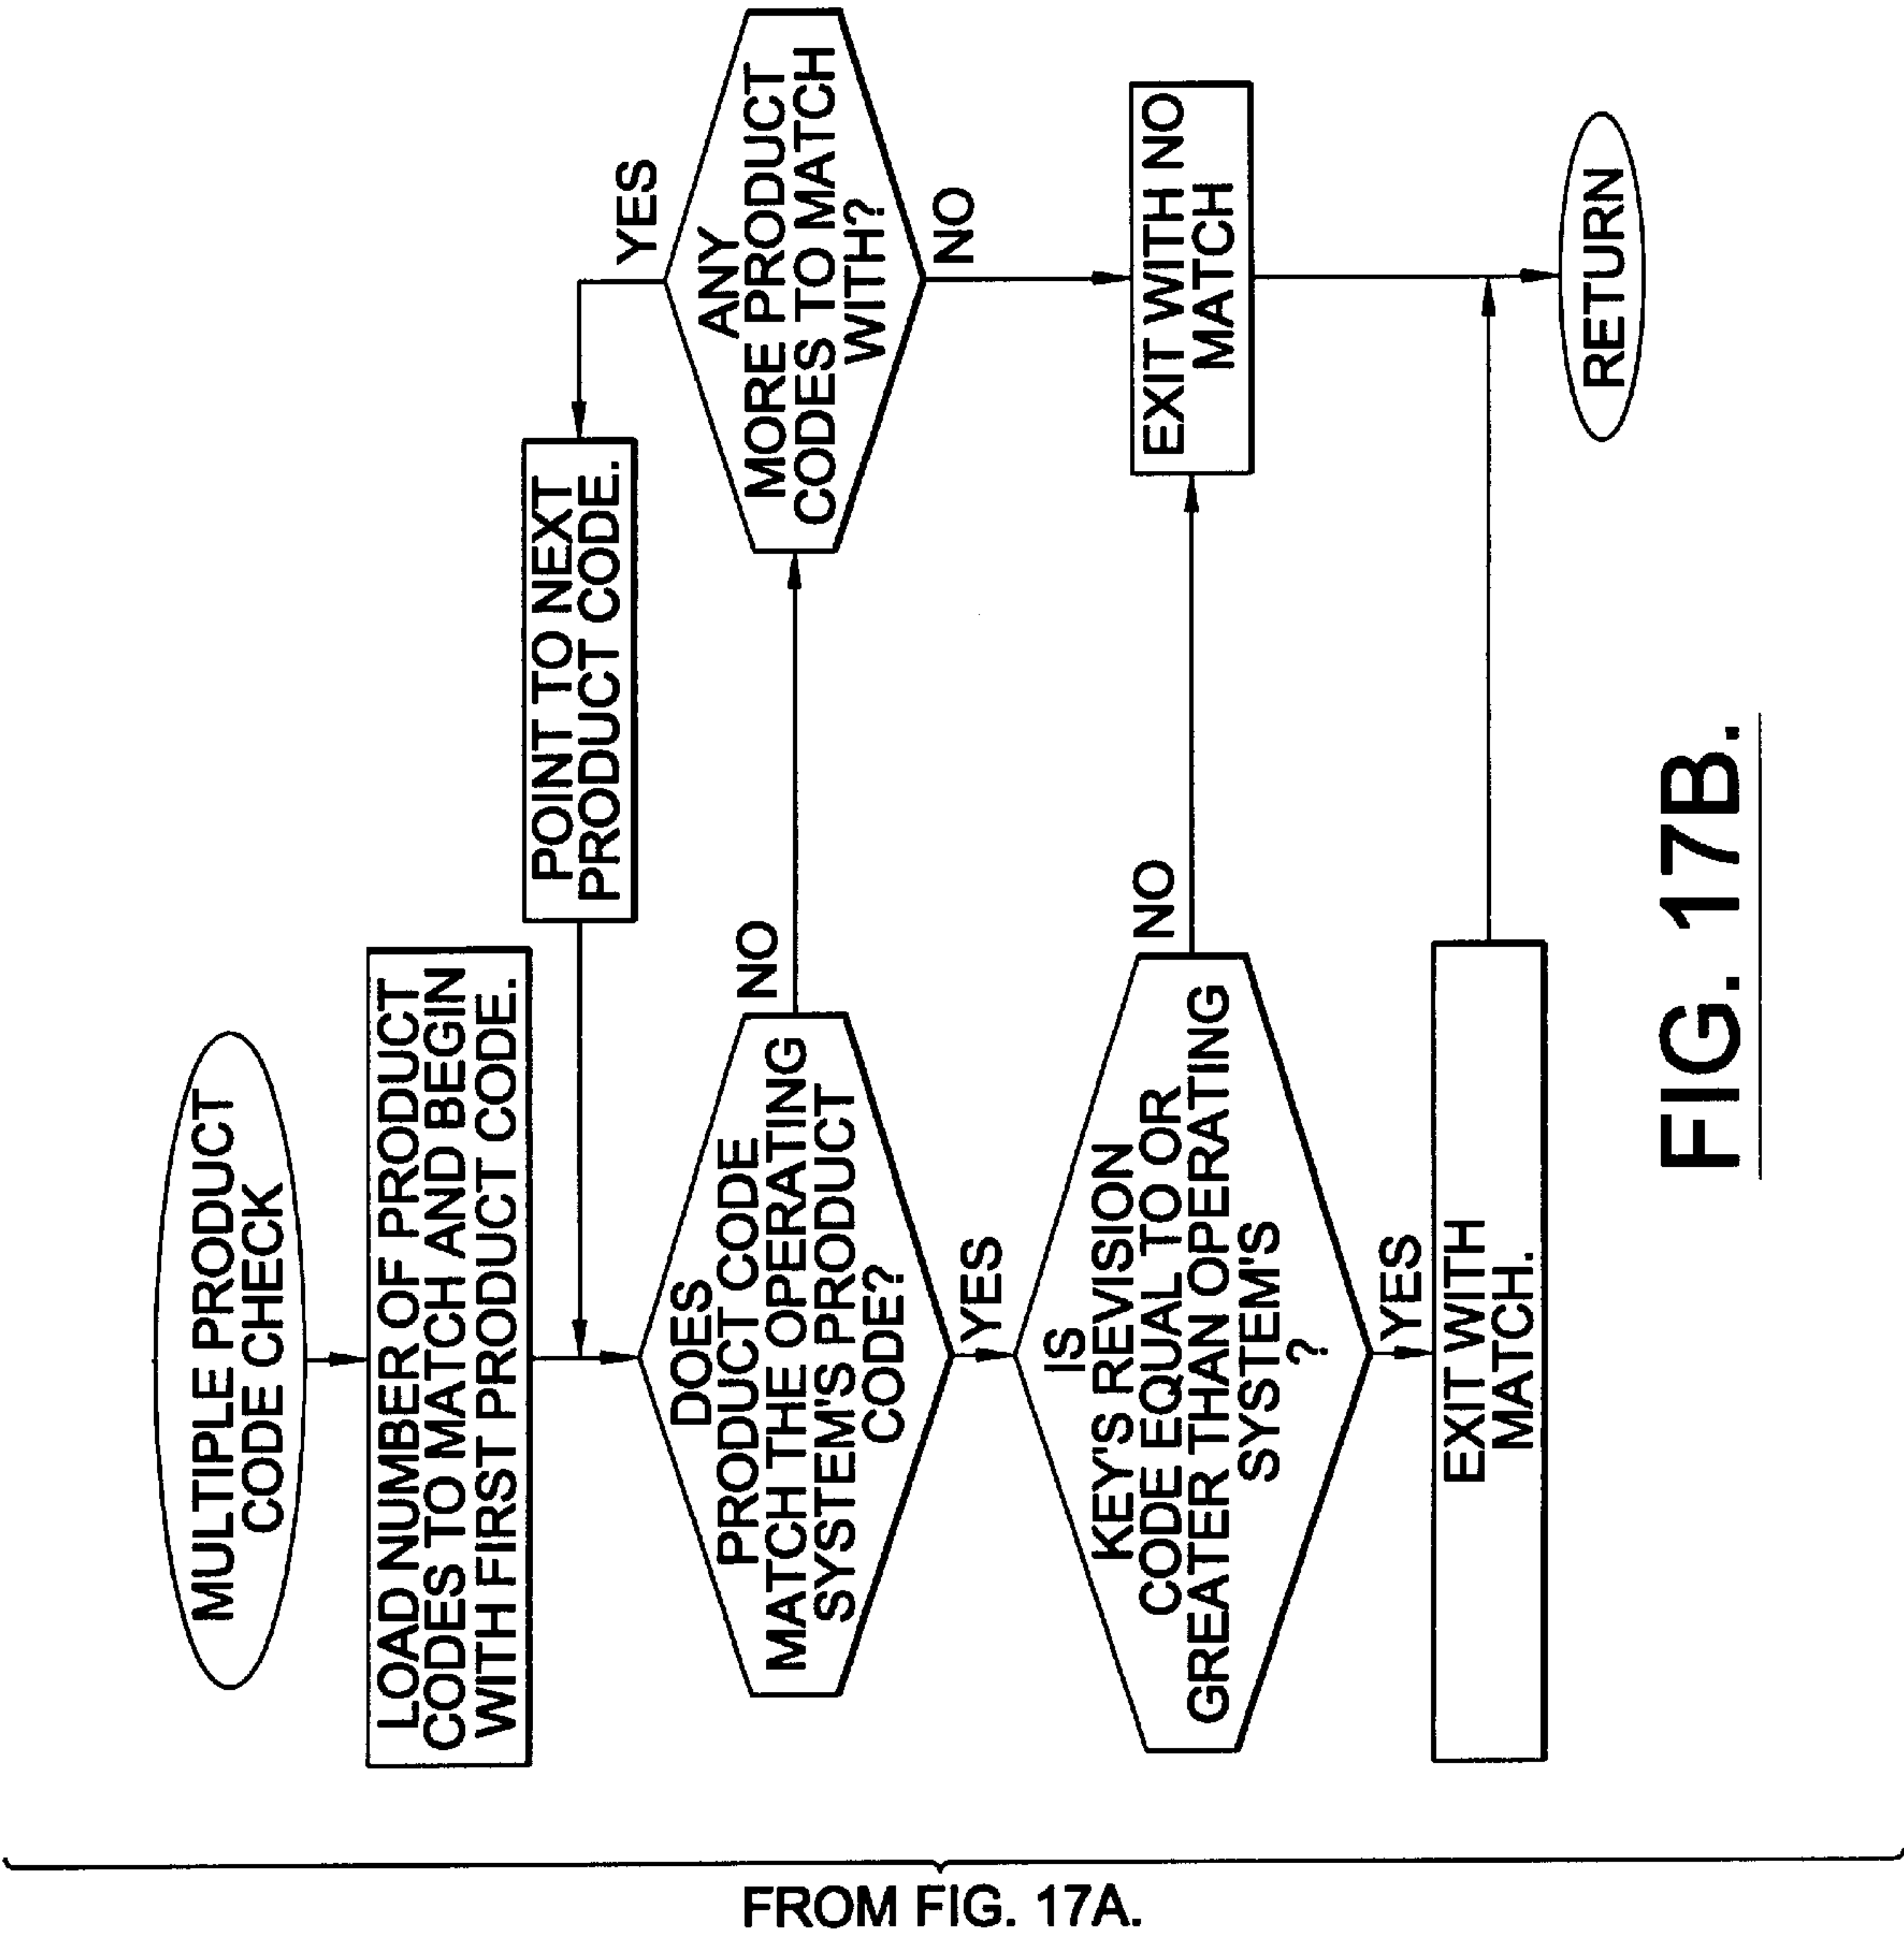 MULTIPLE PRODUCT
CODE CHECK
LOAD NUMBER OF PRODUCT
CODES TO MATCH AND BEGIN
WITH FIRST PRODUCT CODE.
POINT TO NEXT
PRODUCT CODE.
YES
DOES
PRODUCT CODE
MATCH THE OPERATING
SYSTEM'S PRODUCT
CODE?
NO
ANY
MORE PRODUCT
CODES TO MATCH
WITH?
YES
NO
IS
KEY'S REVISION
CODE EQUAL TO OR
GREATER THAN OPERATING
SYSTEM'S
?
NO
EXIT WITH NO
MATCH
YES
EXIT WITH
MATCH.
RETURN
FIG. 17B.
FROM FIG. 17A.